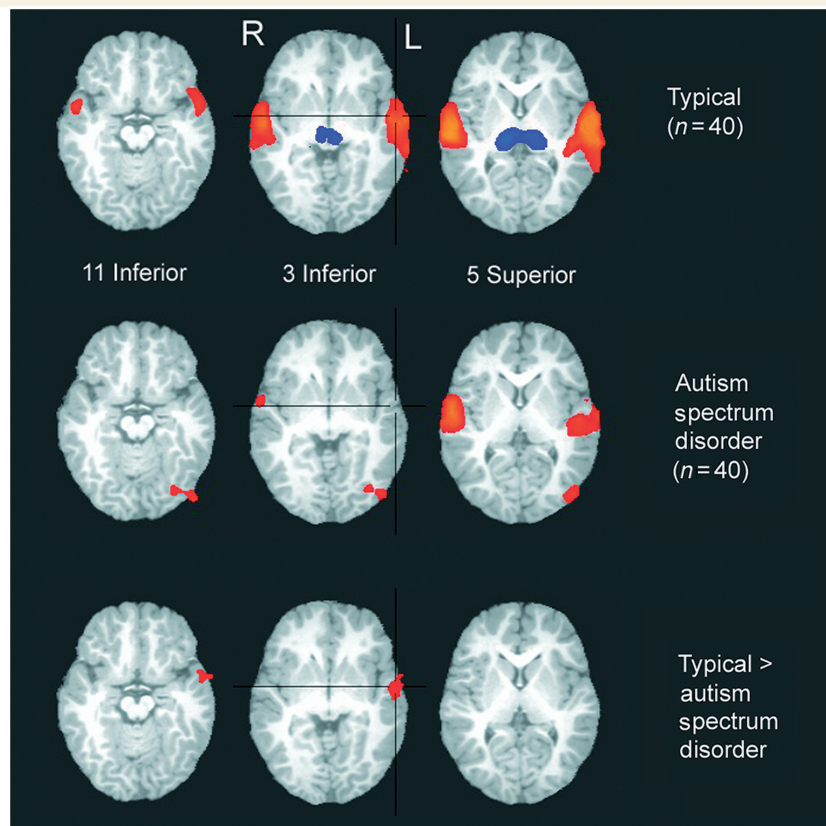 R
L
Typical
(n=40)
11 Inferior
3 Inferior
5 Superior
Autism
spectrum
disorder
(n=40)
Typical >
autism
spectrum
disorder